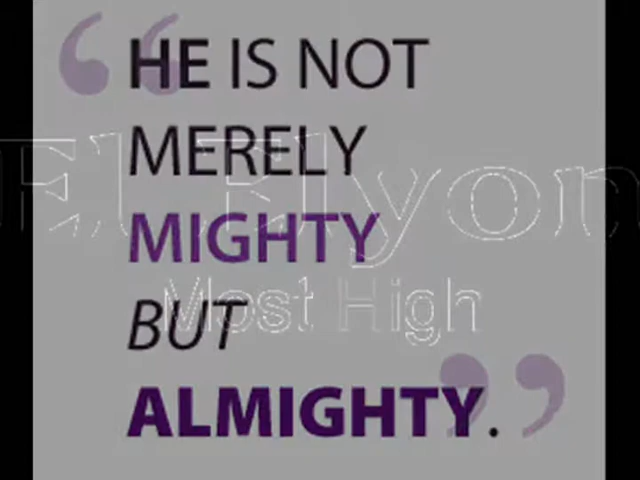 “HE IS NOT
MERELY
El Elyon
MIGHTY
Most High
BUT
ALMIGHTY.”